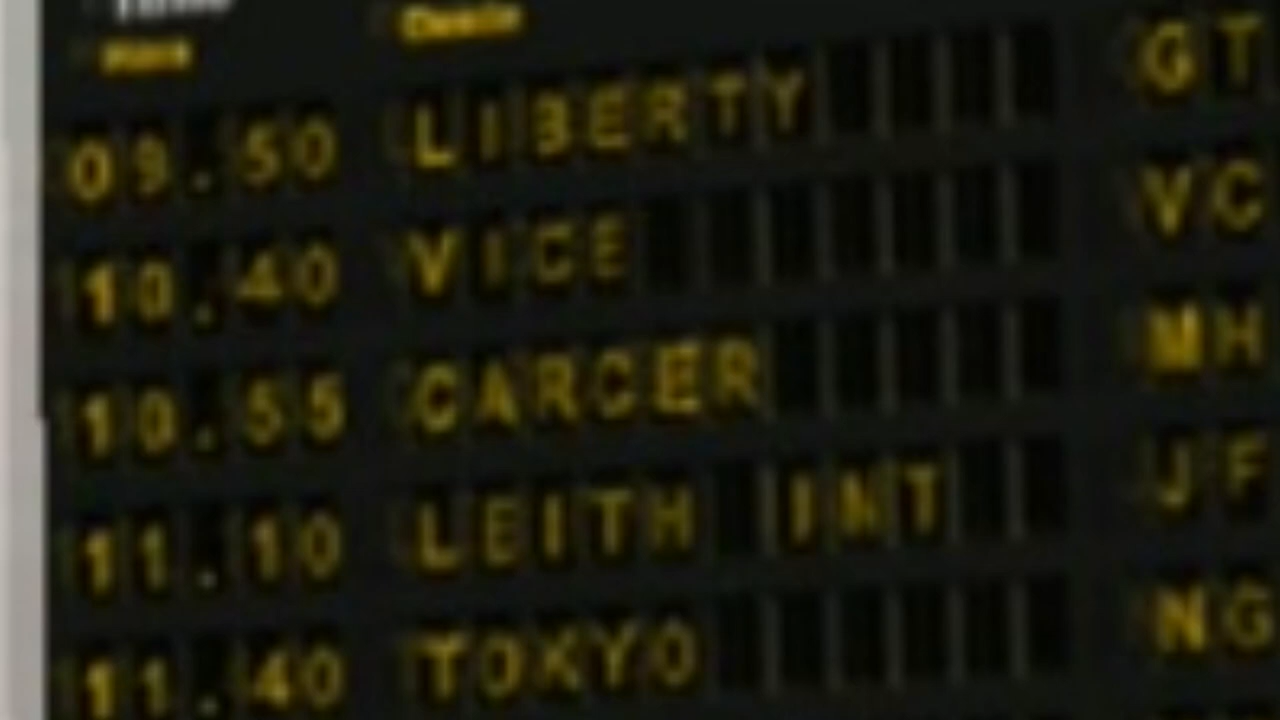 Time
09.50 LIBERTY GT
10.40 VICE VC
10.55 CARCER MH
11.10 LEITH INT JF
11.40 TOKYO NG